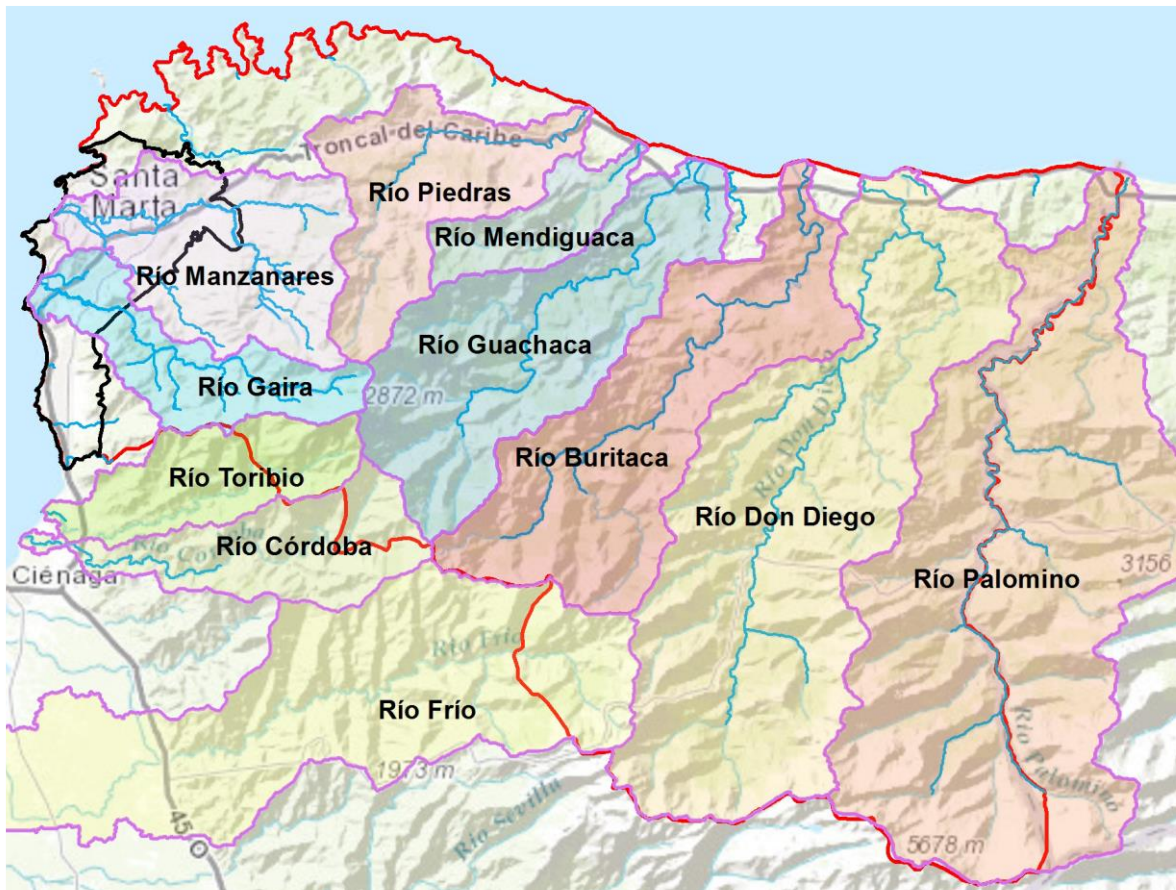 Troncal del Caribe
Santa
Marta
Río Piedras
Río Mendiguaca
Río Manzanares
Río Guachaca
Río Gaira
2872 m
Río Don Diego
Río Buritaca
Río Toribio
Río Don Diego
Río Córdoba
Río Córdoba
Ciénaga
3156
Río Palomino
Río Frío
Río Frío
Río Palomino
1973 m
Río Sevilla
45
5678 m